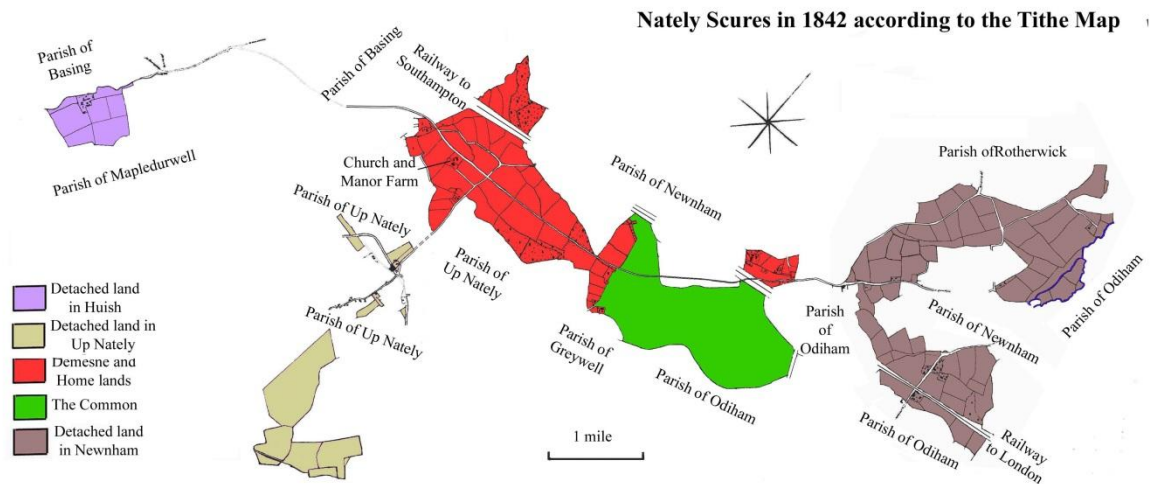 Nately Scures in 1842 according to the Tithe Map
Parish of
Basing
Parish of Mapledurwell
Parish of Basing
Railway to
Southampton
Church and
Manor Farm
Parish of Up Nately
Parish of
Up Nately
Parish of Up Nately
Parish of Newnham
Parish of
Greywell
Parish of Odiham
Parish of
Odiham
Parish ofRotherwick
Parish of Odiham
Parish of
Newnham
Parish of Odiham
Railway
to London
Detached land
in Huish
Detached land in
Up Nately
Demesne and
Home lands
The Common
Detached land
in Newnham
1 mile